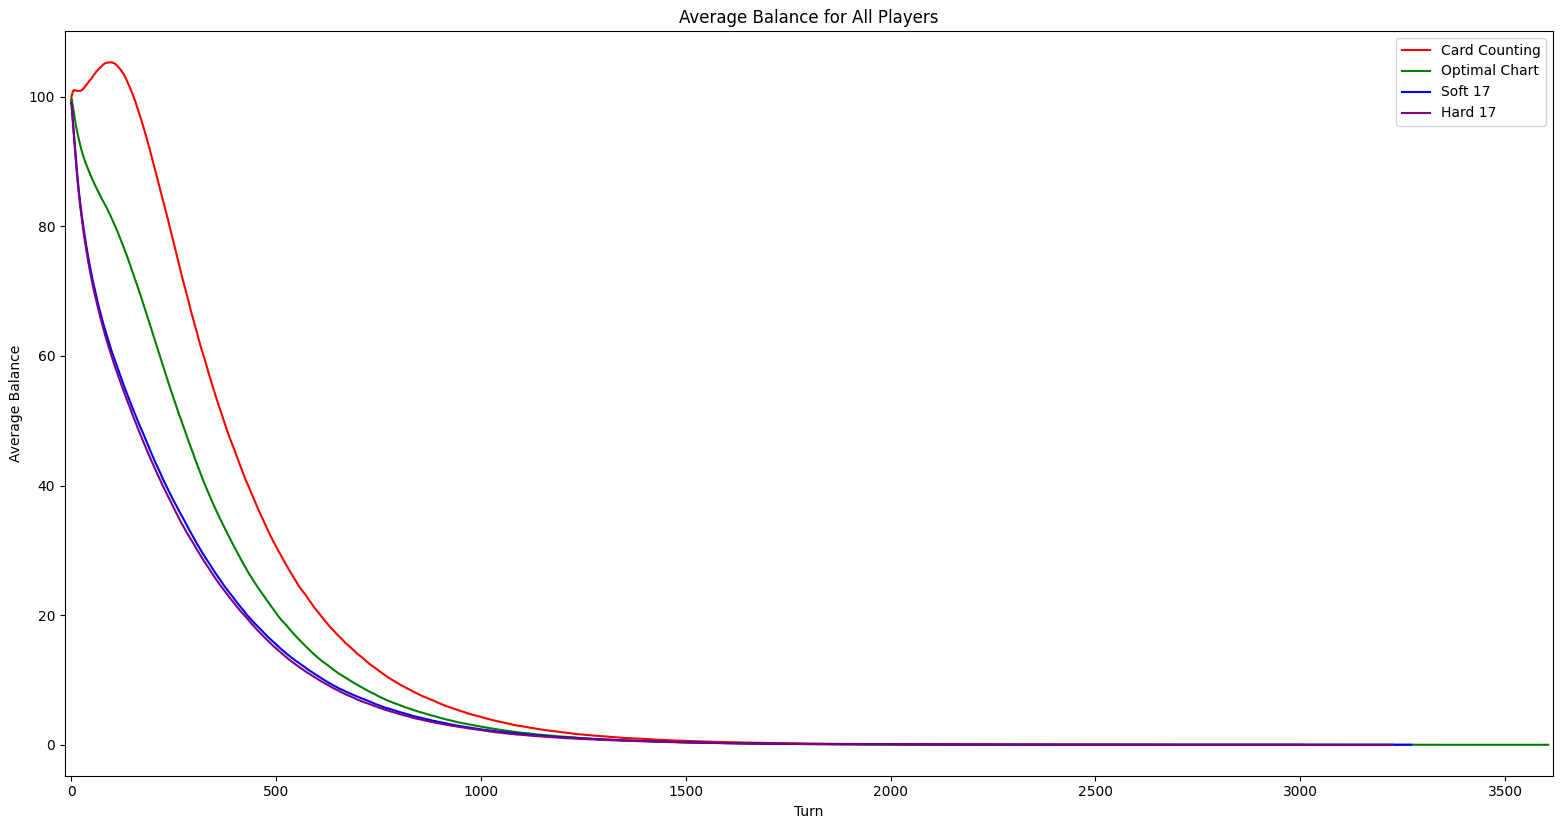 Average Balance for All Players
Card Counting
Optimal Chart
Soft 17
Hard 17
Average Balance
100
80
60
40
20
0
0 500 1000 1500 2000 2500 3000 3500
Turn